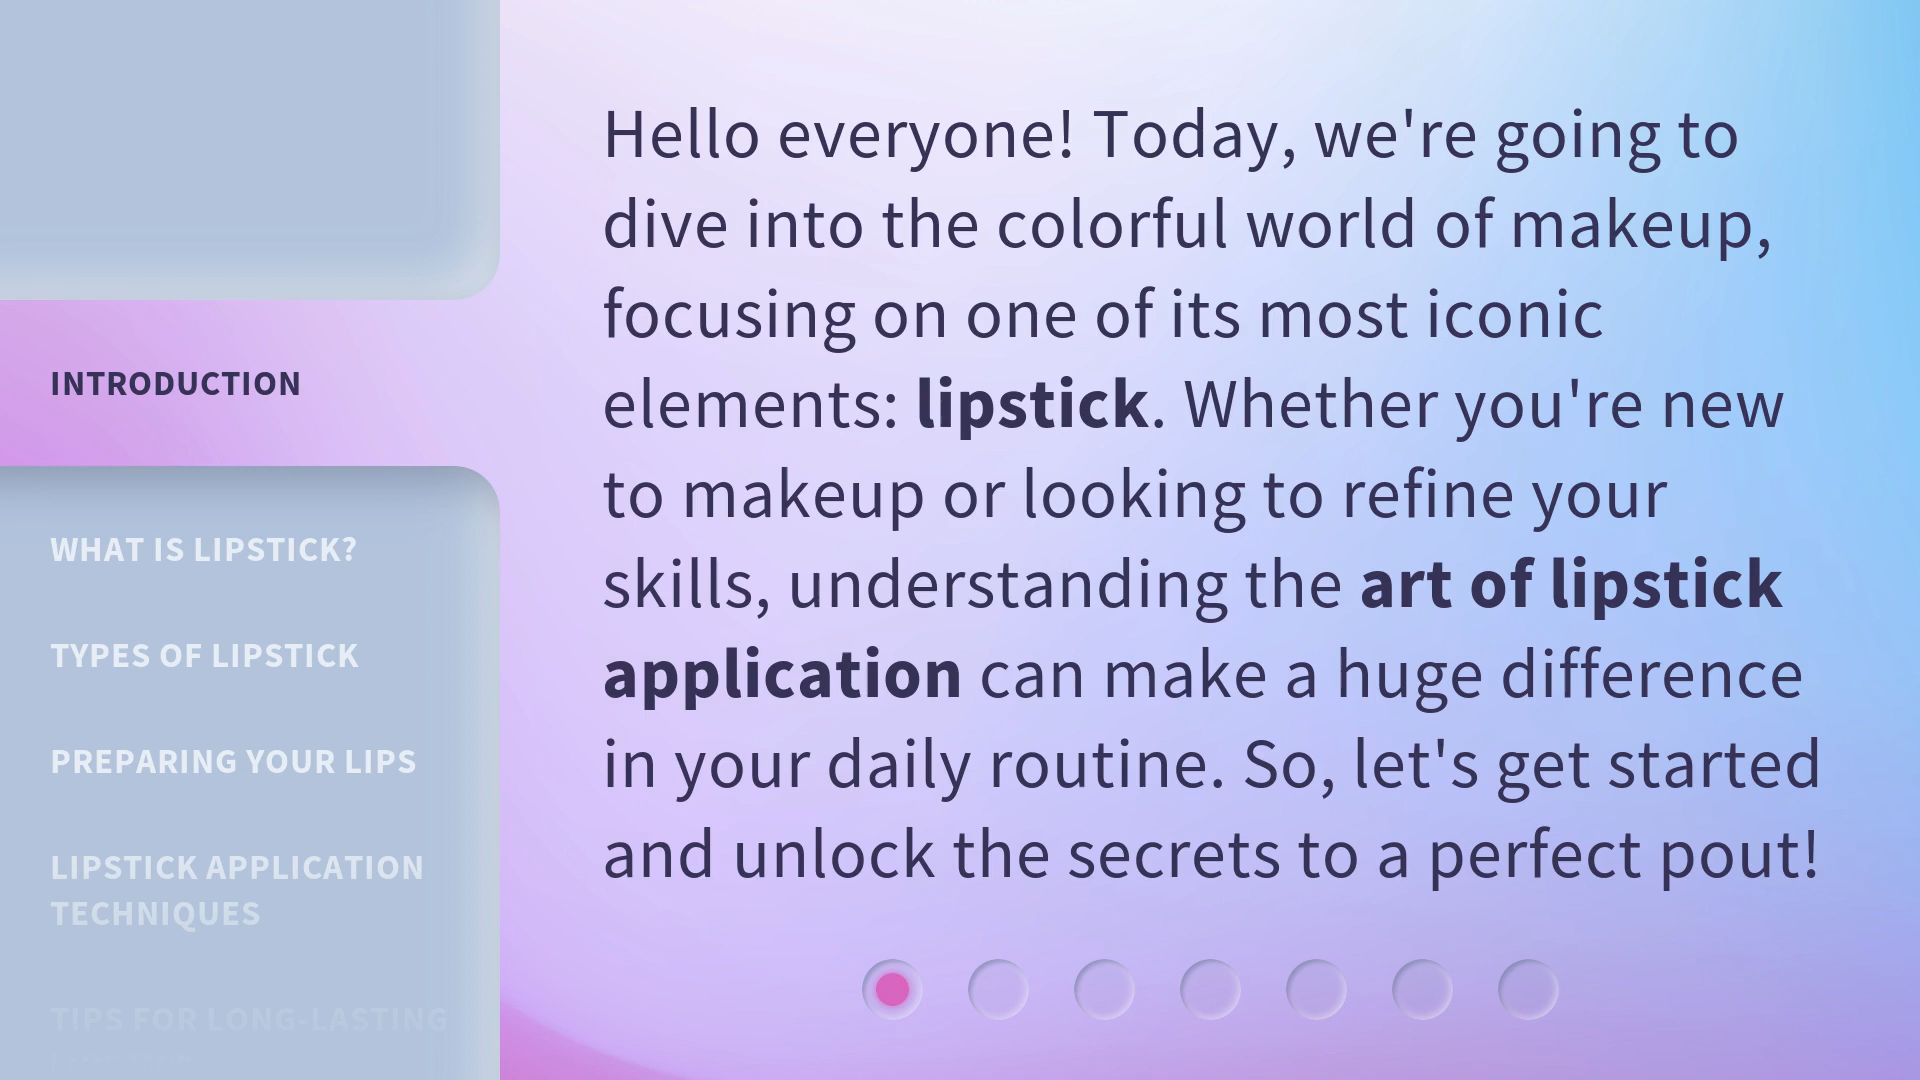 INTRODUCTION
WHAT IS LIPSTICK?
TYPES OF LIPSTICK
PREPARING YOUR LIPS
LIPSTICK APPLICATION
TECHNIQUES
TIPS FOR LONG-LASTING
Hello everyone! Today, we're going to
dive into the colorful world of makeup,
focusing on one of its most iconic
elements: lipstick. Whether you're new
to makeup or looking to refine your
skills, understanding the art of lipstick
application can make a huge difference
in your daily routine. So, let's get started
and unlock the secrets to a perfect pout!